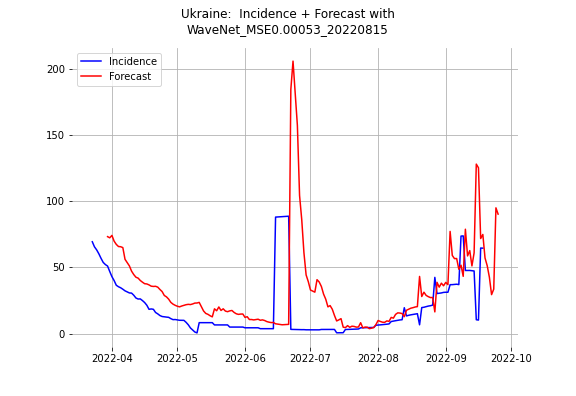 Ukraine:  Incidence + Forecast with
WaveNet_MSE0.00053_20220815
Incidence
Forecast
200
150
100
50
0
2022-04 2022-05 2022-06 2022-07 2022-08 2022-09 2022-10